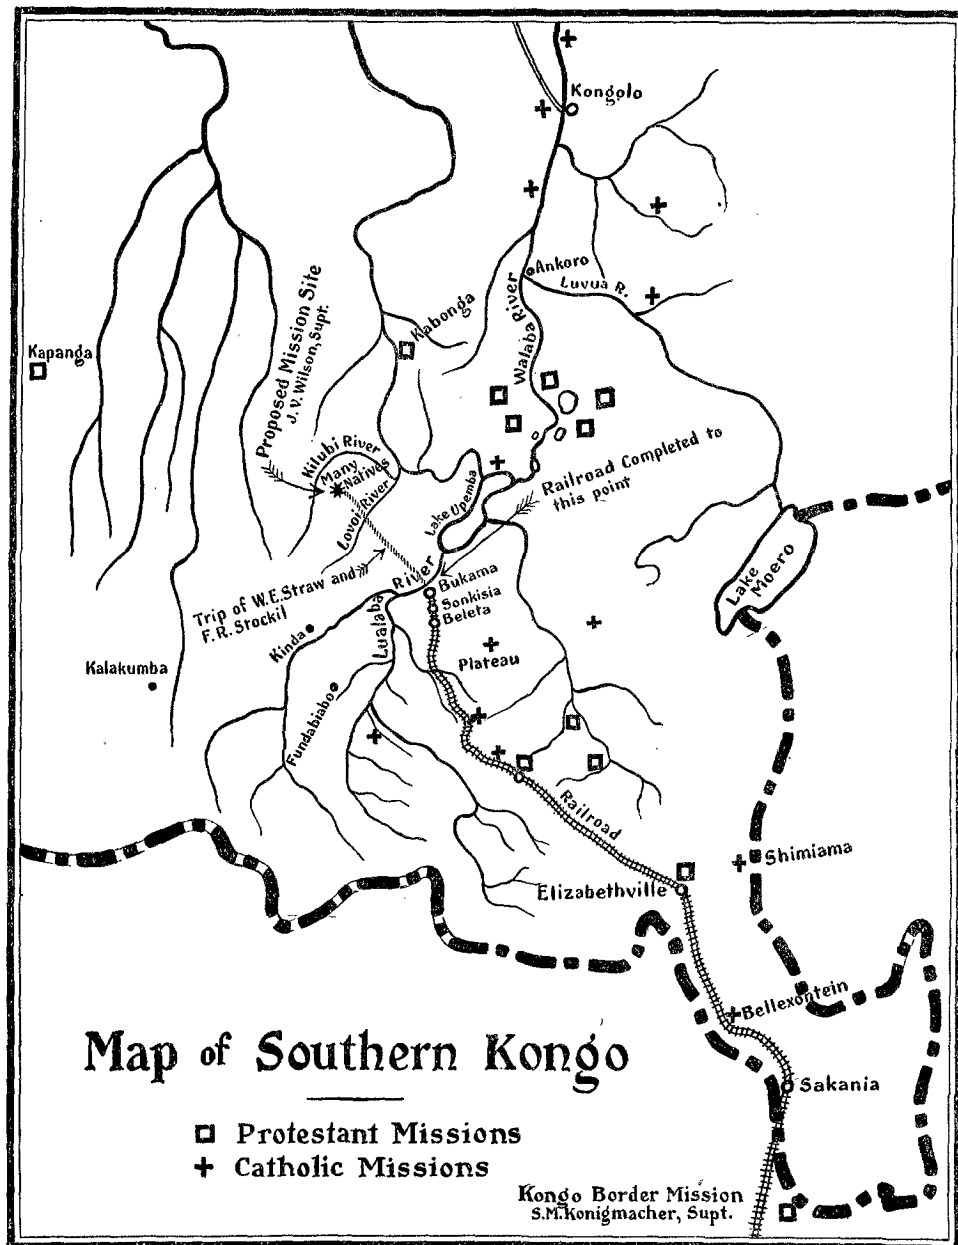 Kongolo
Ankoro
Luvua R.
Walaba River
Kabonga
Kapanga
Proposed Mission Site
J. V. Wilson, Supt.
Kilubi River
Many
Natives
Lovoi River
Lake Upemba
Railroad Completed to
this point
Lake
Moero
Trip of W. E. Straw and
F. R. Stockil
Lualaba River
Bukama
Sonkisia
Beleta
Kinda
Plateau
Kalakumba
Fundabiabo
Railroad
Shimiama
Elizabethville
Bellexontein
Sakania
Map of Southern Kongo
Protestant Missions
Catholic Missions
Kongo Border Mission
S.M. Konigmacher, Supt.